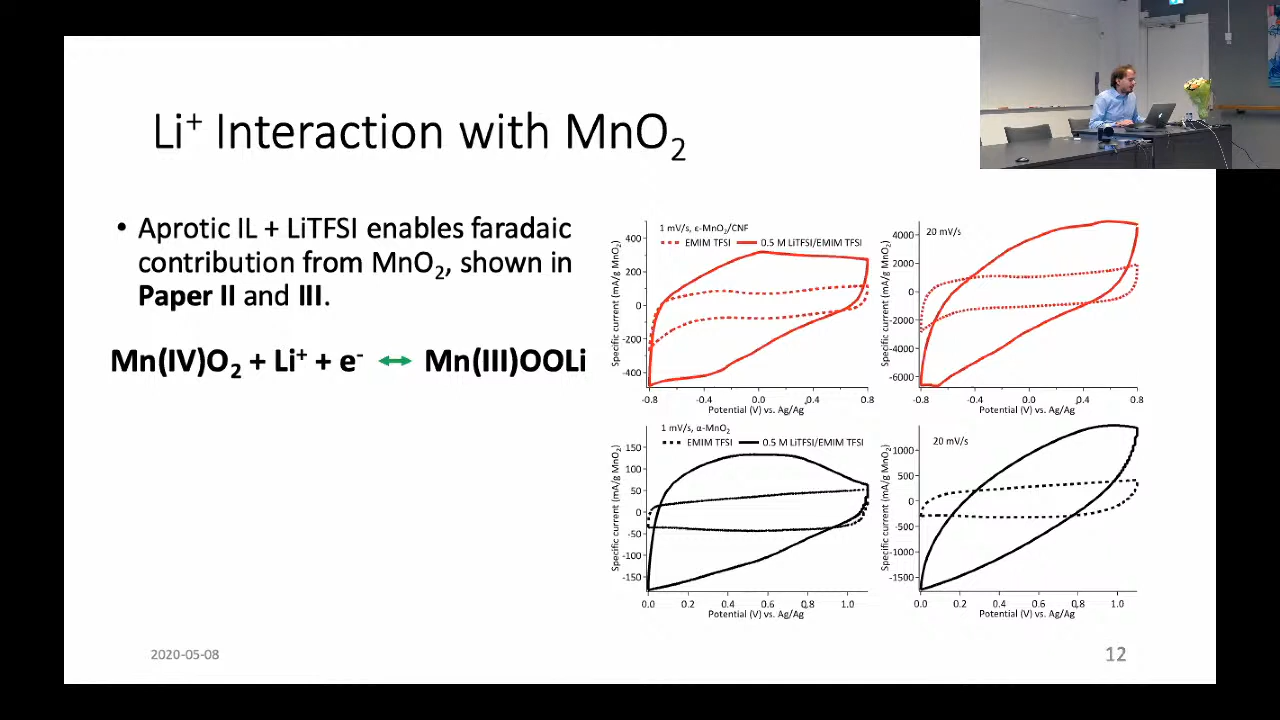 Li⁺ Interaction with MnO₂
• Aprotic IL + LiTFSI enables faradaic
contribution from MnO₂, shown in
Paper II and III.
Mn(IV)O₂ + Li⁺ + e⁻ ↔ Mn(III)OOLi
1 mV/s, ε-MnO₂/CNF
EMIM TFSI 0.5 M LiTFSI/EMIM TFSI
Specific current (mA/g MnO₂)
400
200
0
-200
-400
-0.8 -0.4 0.0 0.4 0.8
Potential (V) vs. Ag/Ag
20 mV/s
Specific current (mA/g MnO₂)
4000
2000
0
-2000
-4000
-6000
-0.8 -0.4 0.0 0.4 0.8
Potential (V) vs. Ag/Ag
1 mV/s, α-MnO₂
EMIM TFSI 0.5 M LiTFSI/EMIM TFSI
Specific current (mA/g MnO₂)
150
100
50
0
-50
-100
-150
0.0 0.2 0.4 0.6 0.8 1.0
Potential (V) vs. Ag/Ag
20 mV/s
Specific current (mA/g MnO₂)
1000
500
0
-500
-1000
-1500
0.0 0.2 0.4 0.6 0.8 1.0
Potential (V) vs. Ag/Ag
2020-05-08
12